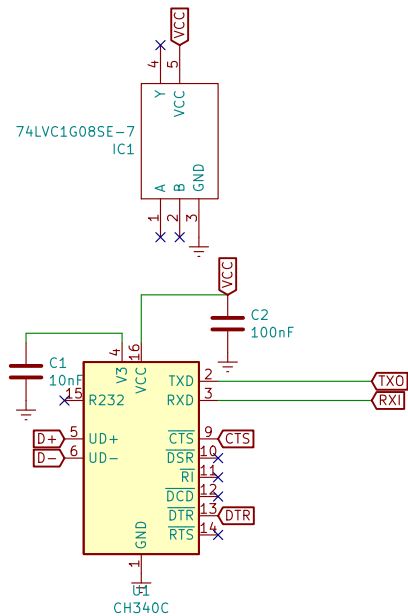 VCC
4
5
Y
VCC
74LVC1G08SE-7
IC1
A
B
GND
1
2
3
VCC
C2
100nF
C1
10nF
4
16
V3
VCC
TXD
2
TXO
15
R232
RXD
3
RXI
D+
5
UD+
CTS
9
CTS
D-
6
UD-
DSR
10
RI
11
DCD
12
DTR
13
DTR
RTS
14
GND
1
U1
CH340C